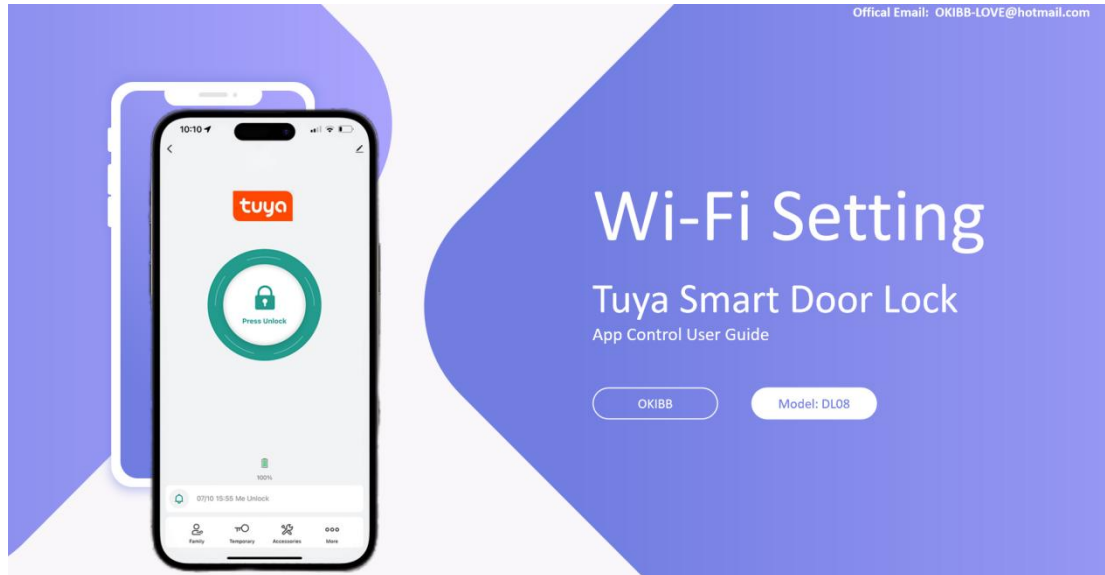 Offical Email: OKIBB-LOVE@hotmail.com
10:10
tuya
Press Unlock
100%
07/10 15:55 Me Unlock
Family Temporary Accessories More
Wi-Fi Setting
Tuya Smart Door Lock
App Control User Guide
OKIBB Model: DL08